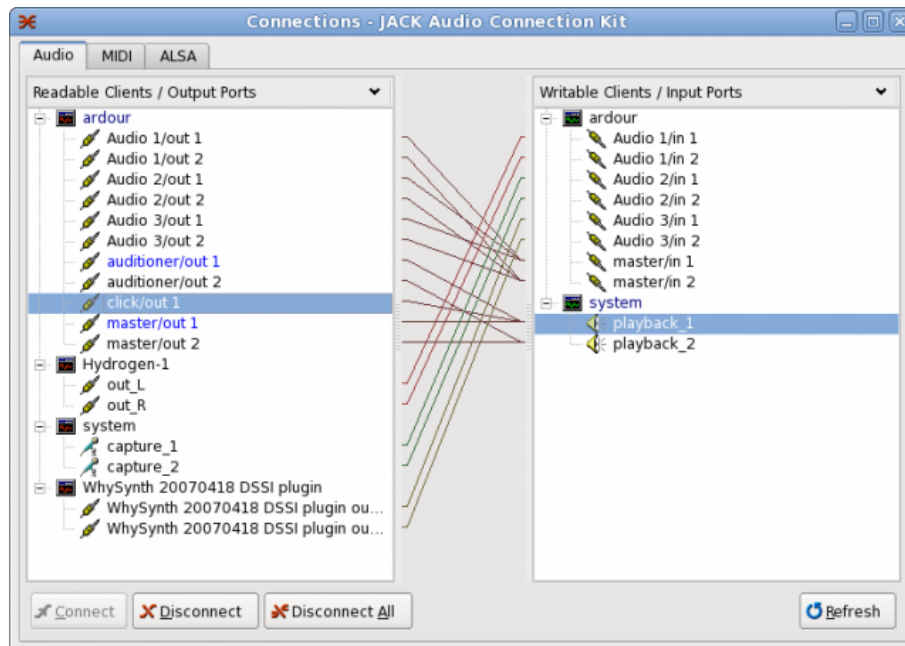 Connections - JACK Audio Connection Kit
Audio MIDI ALSA
Readable Clients / Output Ports
ardour
Audio 1/out 1
Audio 1/out 2
Audio 2/out 1
Audio 2/out 2
Audio 3/out 1
Audio 3/out 2
auditioner/out 1
auditioner/out 2
click/out 1
master/out 1
master/out 2
Hydrogen-1
out_L
out_R
system
capture_1
capture_2
WhySynth 20070418 DSSI plugin
WhySynth 20070418 DSSI plugin ou...
WhySynth 20070418 DSSI plugin ou...
Writable Clients / Input Ports
ardour
Audio 1/in 1
Audio 1/in 2
Audio 2/in 1
Audio 2/in 2
Audio 3/in 1
Audio 3/in 2
master/in 1
master/in 2
system
playback_1
playback_2
Connect Disconnect Disconnect All Refresh